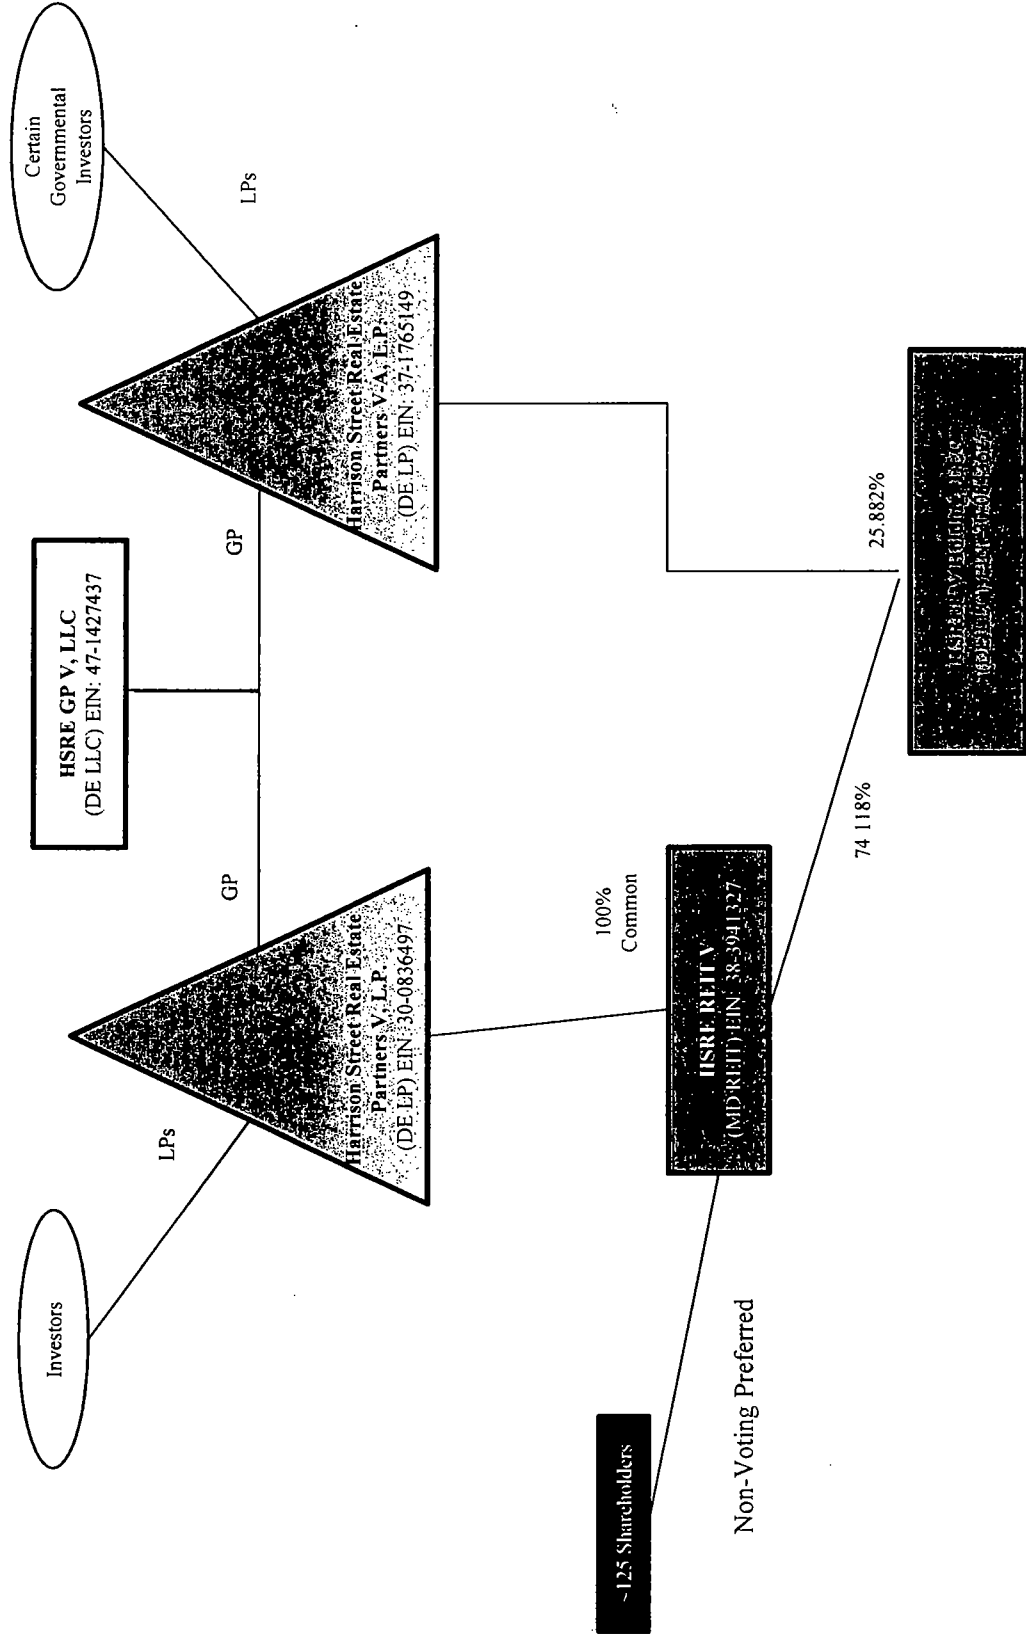 Investors
HSRE GP V, LLC
(DE LLC) EIN: 47-1427437
Certain
Governmental
Investors
LPs
GP
GP
LPs
Harrison Street Real Estate
Partners V, L.P.
(DE LP) EIN: 30-0836497
Harrison Street Real Estate
Partners V-A, L.P.
(DE LP) EIN: 37-1765149
100%
Common
~125 Shareholders
HSRE REIT V
(MD REIT) EIN: 38-3941327
Non-Voting Preferred
74 118%
25.882%